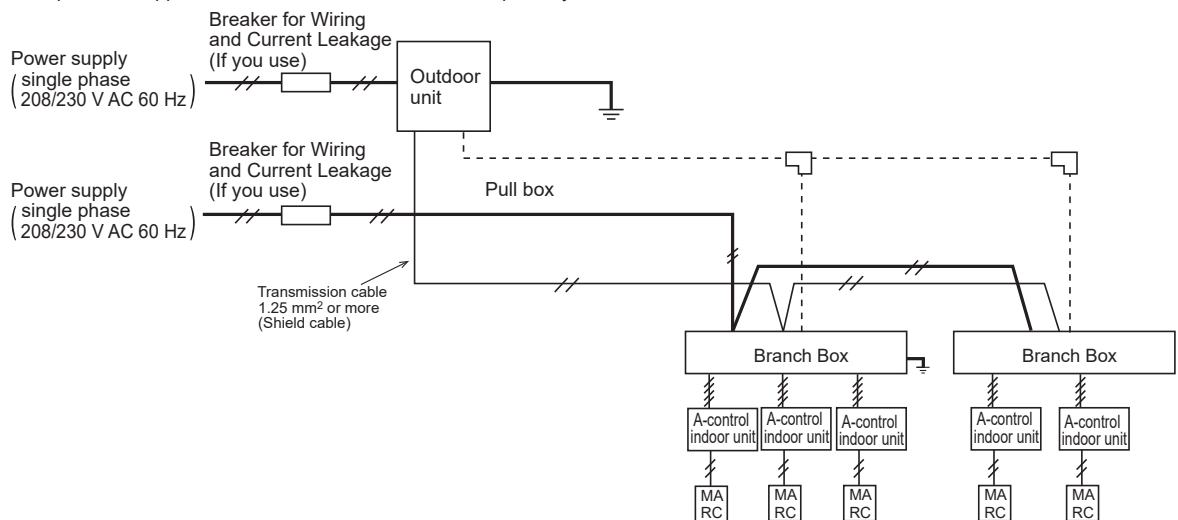 Breaker for Wiring
and Current Leakage
(If you use)
Power supply
( single phase
208/230 V AC 60 Hz )
Outdoor
unit
Breaker for Wiring
and Current Leakage
(If you use)
Power supply
( single phase
208/230 V AC 60 Hz )
Pull box
Transmission cable
1.25 mm² or more
(Shield cable)
Branch Box
Branch Box
A-control
indoor unit
A-control
indoor unit
A-control
indoor unit
A-control
indoor unit
A-control
indoor unit
MA
RC
MA
RC
MA
RC
MA
RC
MA
RC